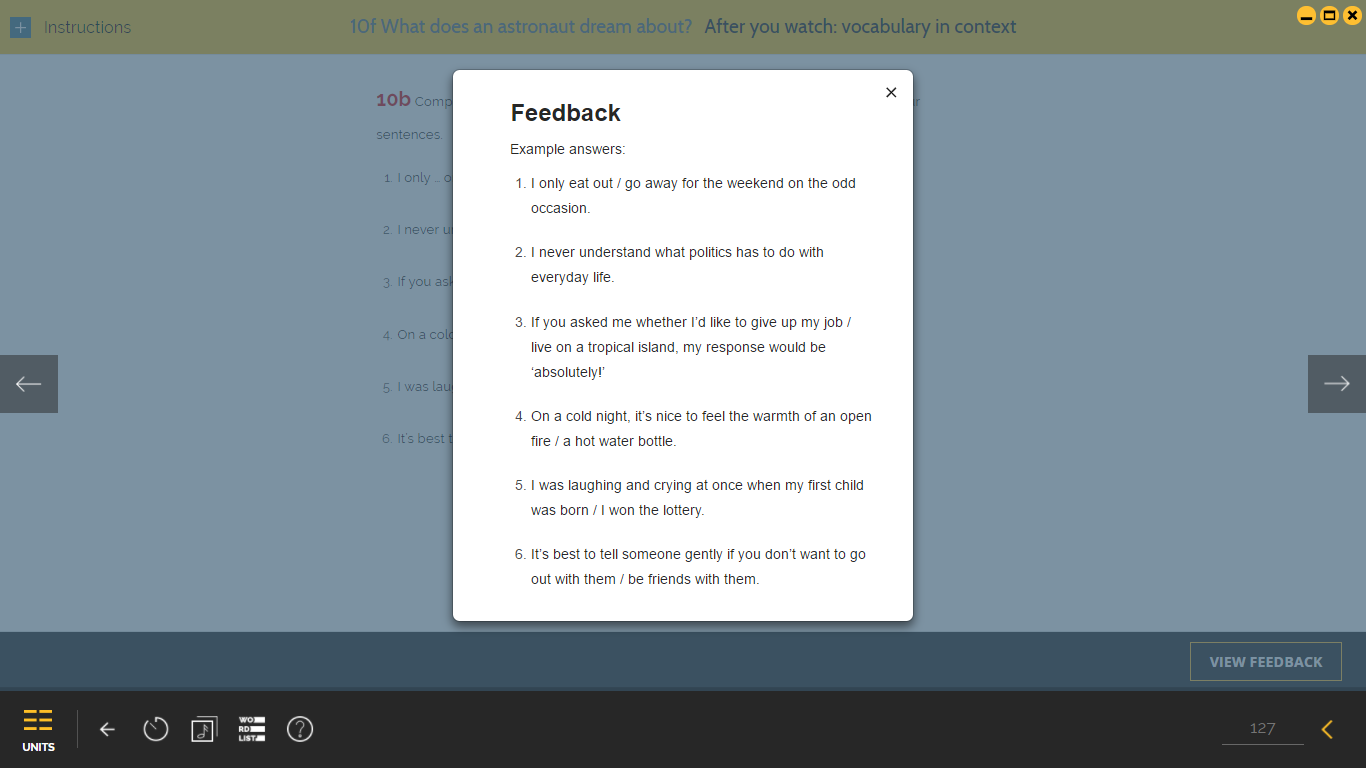 Instructions
10f What does an astronaut dream about? After you watch: vocabulary in context
10b
sentences.
1. I only ...
2. I never
3. If you ask
4. On a cold
5. I was
6. It's best
Feedback
Example answers:
1. I only eat out / go away for the weekend on the odd
occasion.
2. I never understand what politics has to do with
everyday life.
3. If you asked me whether I’d like to give up my job /
live on a tropical island, my response would be
‘absolutely!’
4. On a cold night, it’s nice to feel the warmth of an open
fire / a hot water bottle.
5. I was laughing and crying at once when my first child
was born / I won the lottery.
6. It’s best to tell someone gently if you don’t want to go
out with them / be friends with them.
VIEW FEEDBACK
UNITS
WO
RD
LIST
127